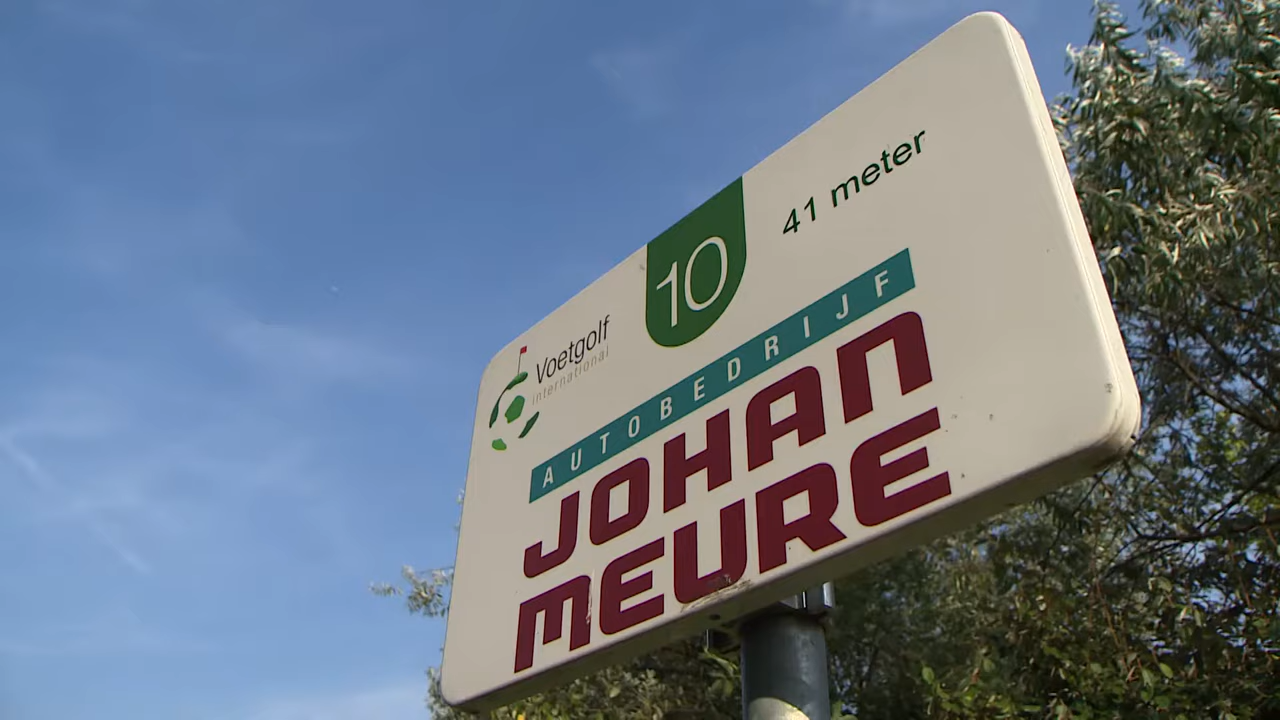 10
41 meter
Voetgolf
international
AUTOBEDRIJF
JOHAN
MEURE